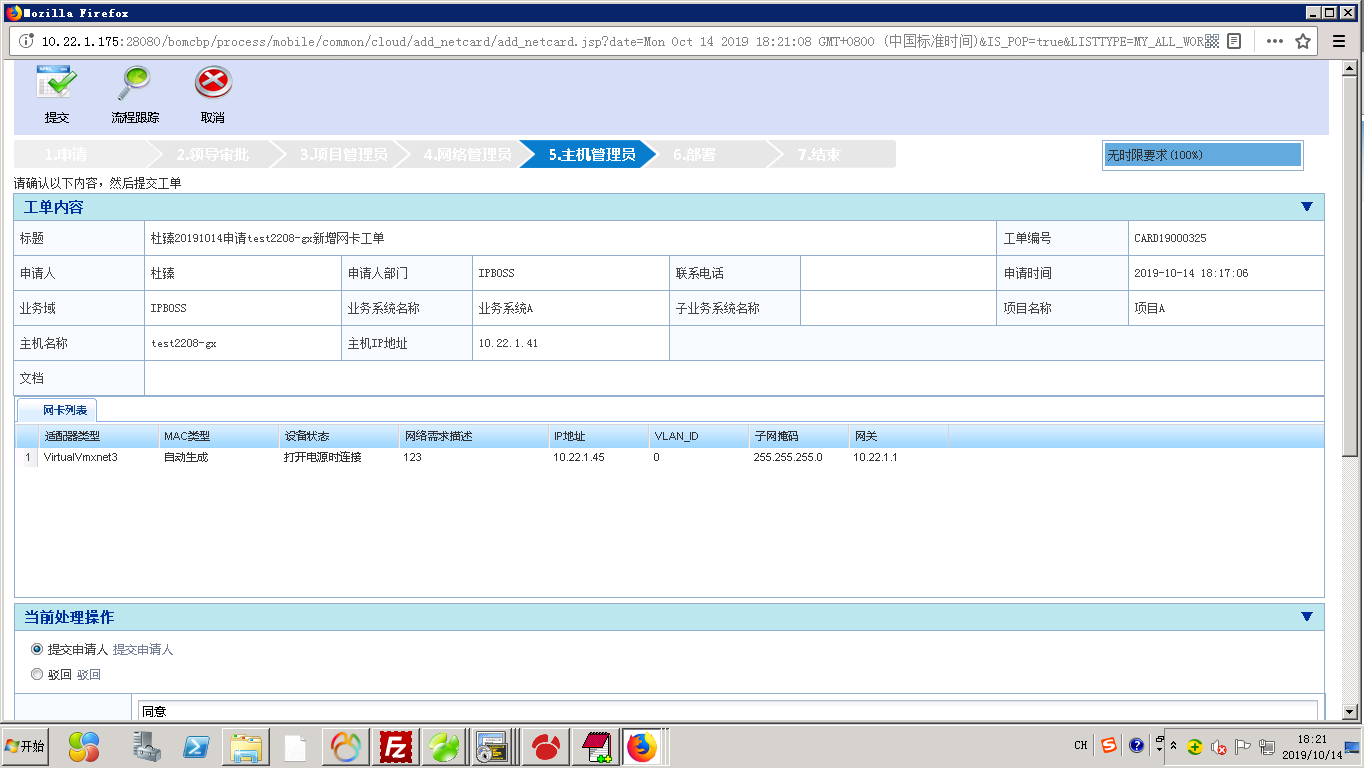 Mozilla Firefox
10.22.1.175:28080/bomcbp/process/mobile/common/cloud/add_netcard/add_netcard.jsp?date=Mon Oct 14 2019 18:21:08 GMT+0800 (中国标准时间)&IS_POP=true&LISTTYPE=MY_ALL_WOR
提交 流程跟踪 取消
1.申请 2.领导审批 3.项目管理员 4.网络管理员 5.主机管理员 6.部署 7.结束 无时限要求(100%)
请确认以下内容，然后提交工单
工单内容
标题 杜臻20191014申请test2208-gx新增网卡工单 工单编号 CARD19000325
申请人 杜臻 申请人部门 IPBOSS 联系电话 申请时间 2019-10-14 18:17:06
业务域 IPBOSS 业务系统名称 业务系统A 子业务系统名称 项目名称 项目A
主机名称 test2208-gx 主机IP地址 10.22.1.41
文档
网卡列表
适配器类型 MAC类型 设备状态 网络需求描述 IP地址 VLAN_ID 子网掩码 网关
1 VirtualVmxnet3 自动生成 打开电源时连接 123 10.22.1.45 0 255.255.255.0 10.22.1.1
当前处理操作
提交申请人 提交申请人
驳回 驳回
同意
开始 CH 18:21
2019/10/14